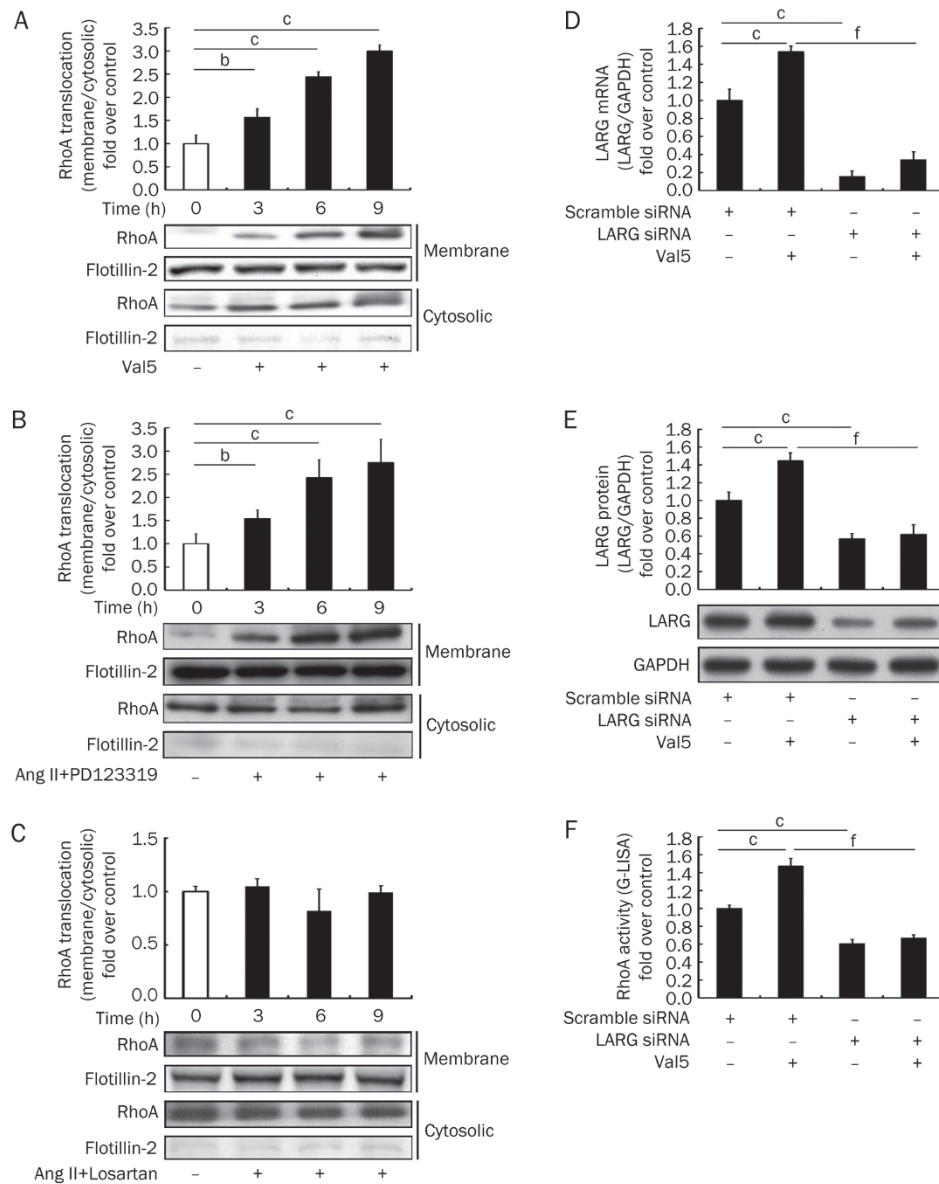 A
RhoA translocation
(membrane/cytosolic)
fold over control
3.5
3.0
2.5
2.0
1.5
1.0
0.5
0.0
c
c
b
Time (h) 0 3 6 9
RhoA
Flotillin-2
Membrane
RhoA
Flotillin-2
Cytosolic
Val5 – + + +
B
RhoA translocation
(membrane/cytosolic)
fold over control
3.5
3.0
2.5
2.0
1.5
1.0
0.5
0.0
c
c
b
Time (h) 0 3 6 9
RhoA
Flotillin-2
Membrane
RhoA
Flotillin-2
Cytosolic
Ang II+PD123319 – + + +
C
RhoA translocation
(membrane/cytosolic)
fold over control
1.5
1.0
0.5
0.0
Time (h) 0 3 6 9
RhoA
Flotillin-2
Membrane
RhoA
Flotillin-2
Cytosolic
Ang II+Losartan – + + +
D
LARG mRNA
(LARG/GAPDH)
fold over control
1.8
1.6
1.4
1.2
1.0
0.8
0.6
0.4
0.2
0.0
c
c f
Scramble siRNA + + – –
LARG siRNA – – + +
Val5 – + – +
E
LARG protein
(LARG/GAPDH)
fold over control
1.8
1.6
1.4
1.2
1.0
0.8
0.6
0.4
0.2
0.0
c
c f
LARG
GAPDH
Scramble siRNA + + – –
LARG siRNA – – + +
Val5 – + – +
F
RhoA activity (G-LISA)
fold over control
1.8
1.6
1.4
1.2
1.0
0.8
0.6
0.4
0.2
0.0
c
c f
Scramble siRNA + + – –
LARG siRNA – – + +
Val5 – + – +